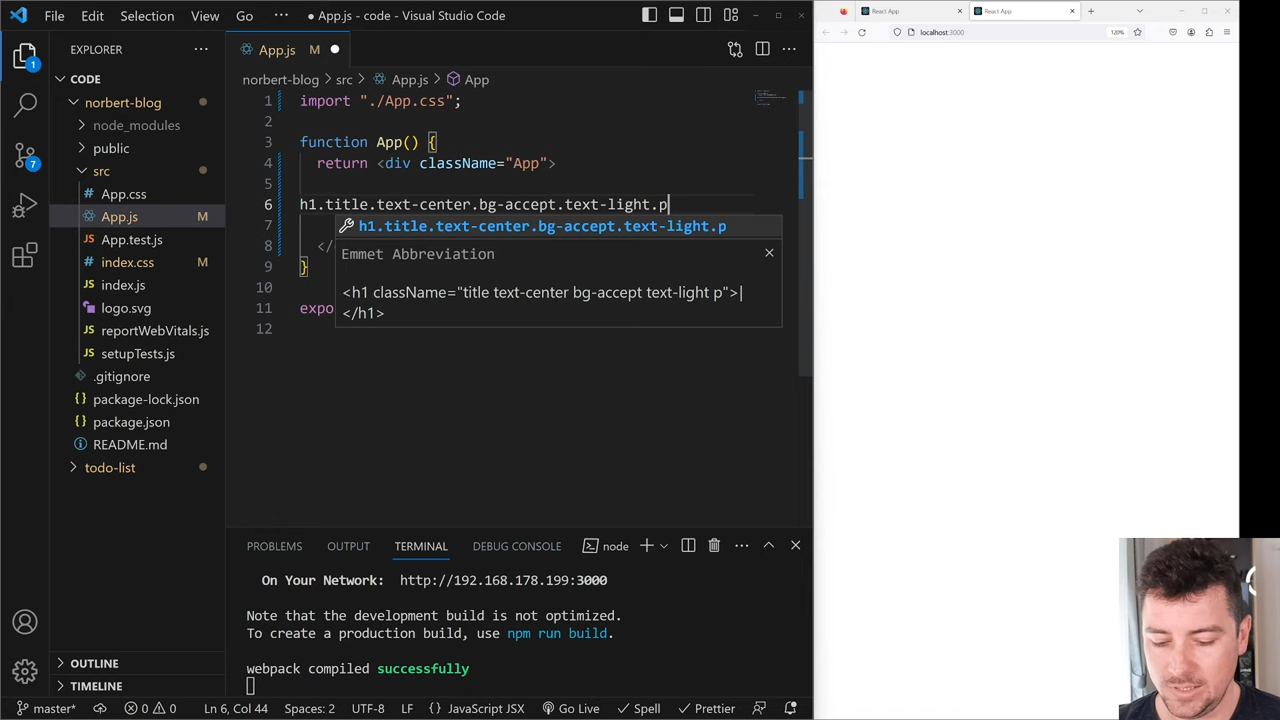 File Edit Selection View Go ··· ● App.js - Visual Studio Code
React App
React App
localhost:3000
120%
EXPLORER
App.js M
norbert-blog > src > App.js > App
CODE
norbert-blog
node_modules
public
src
App.css
App.js M
App.test.js
index.css M
index.js
logo.svg
reportWebVitals.js
setupTests.js
.gitignore
package-lock.json
package.json
README.md
todo-list
OUTLINE
TIMELINE
1
7
1 import "./App.css";
2
3 function App() {
4 return <div className="App">
5
6 h1.title.text-center.bg-accept.text-light.p
7
8 </
9 }
10
11 expo
12
h1.title.text-center.bg-accept.text-light.p
Emmet Abbreviation
<h1 className="title text-center bg-accept text-light p">|
</h1>
PROBLEMS OUTPUT TERMINAL DEBUG CONSOLE node
On Your Network: http://192.168.178.199:3000
Note that the development build is not optimized.
To create a production build, use npm run build.
webpack compiled successfully
master* 0 0 Ln 6, Col 44 Spaces: 2 UTF-8 LF {} JavaScript JSX Go Live Spell Prettier